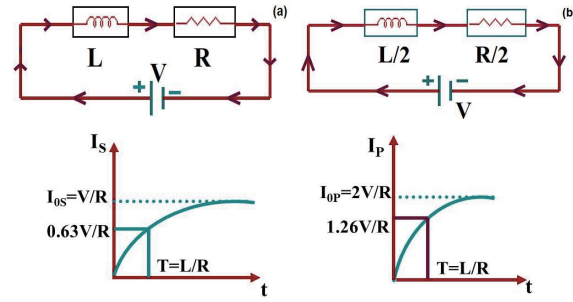 (a)
L
R
+ V −
(b
L/2
R/2
+ −
V
I_S
I_0S=V/R
0.63V/R
T=L/R
t
I_P
I_0P=2V/R
1.26V/R
T=L/R
t